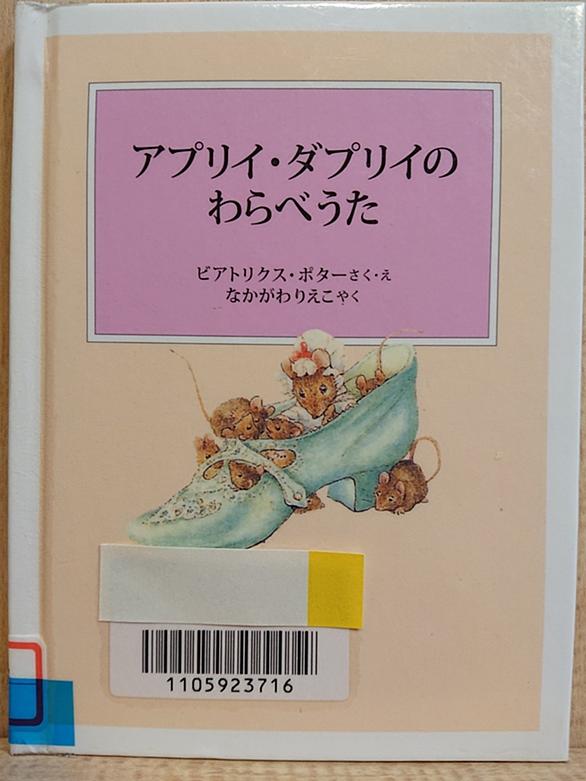 アプリイ・ダプリイの
わらべうた
ビアトリクス・ポターさく・え
なかがわりえこやく
1105923716